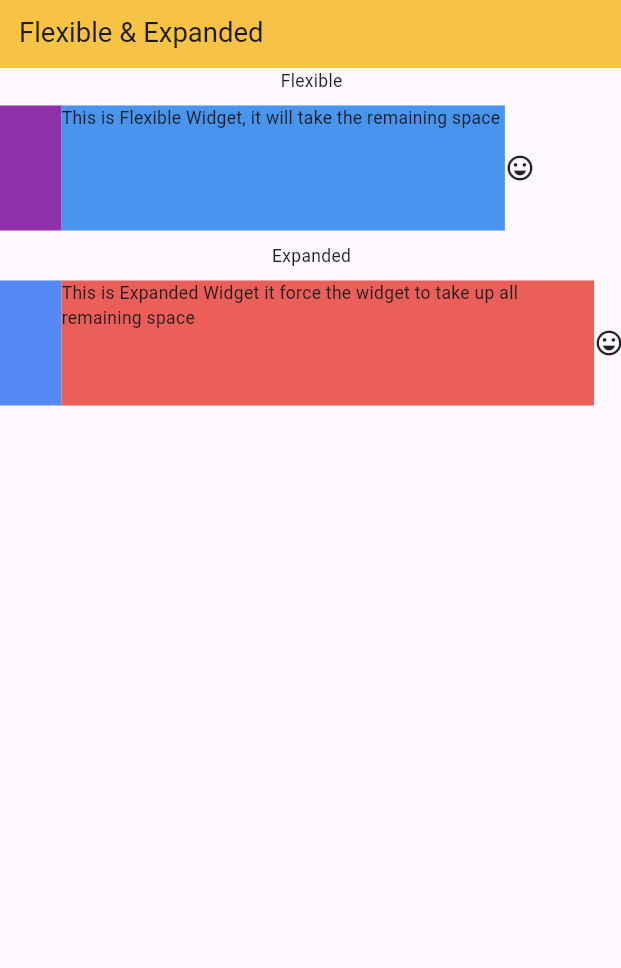 Flexible & Expanded
Flexible
This is Flexible Widget, it will take the remaining space
Expanded
This is Expanded Widget it force the widget to take up all
remaining space